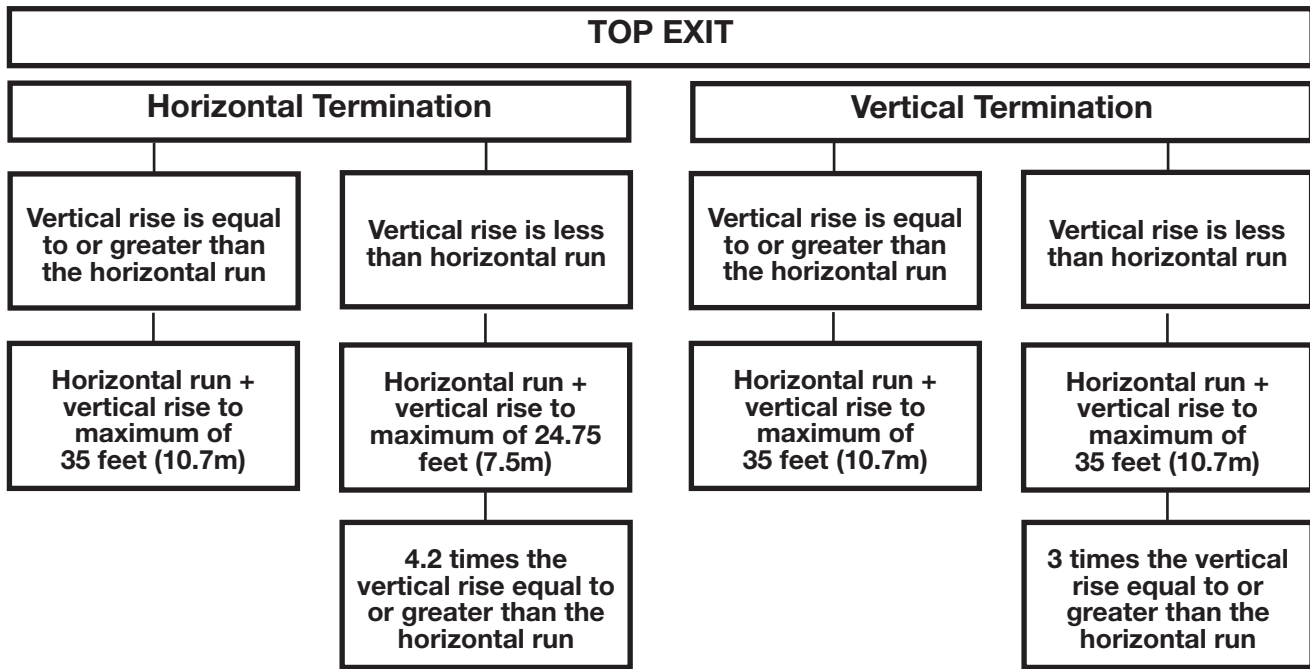 TOP EXIT
Horizontal Termination
Vertical rise is equal
to or greater than
the horizontal run
Horizontal run +
vertical rise to
maximum of
35 feet (10.7m)
Vertical rise is less
than horizontal run
Horizontal run +
vertical rise to
maximum of 24.75
feet (7.5m)
4.2 times the
vertical rise equal to
or greater than the
horizontal run
Vertical Termination
Vertical rise is equal
to or greater than
the horizontal run
Horizontal run +
vertical rise to
maximum of
35 feet (10.7m)
Vertical rise is less
than horizontal run
Horizontal run +
vertical rise to
maximum of
35 feet (10.7m)
3 times the vertical
rise equal to or
greater than the
horizontal run